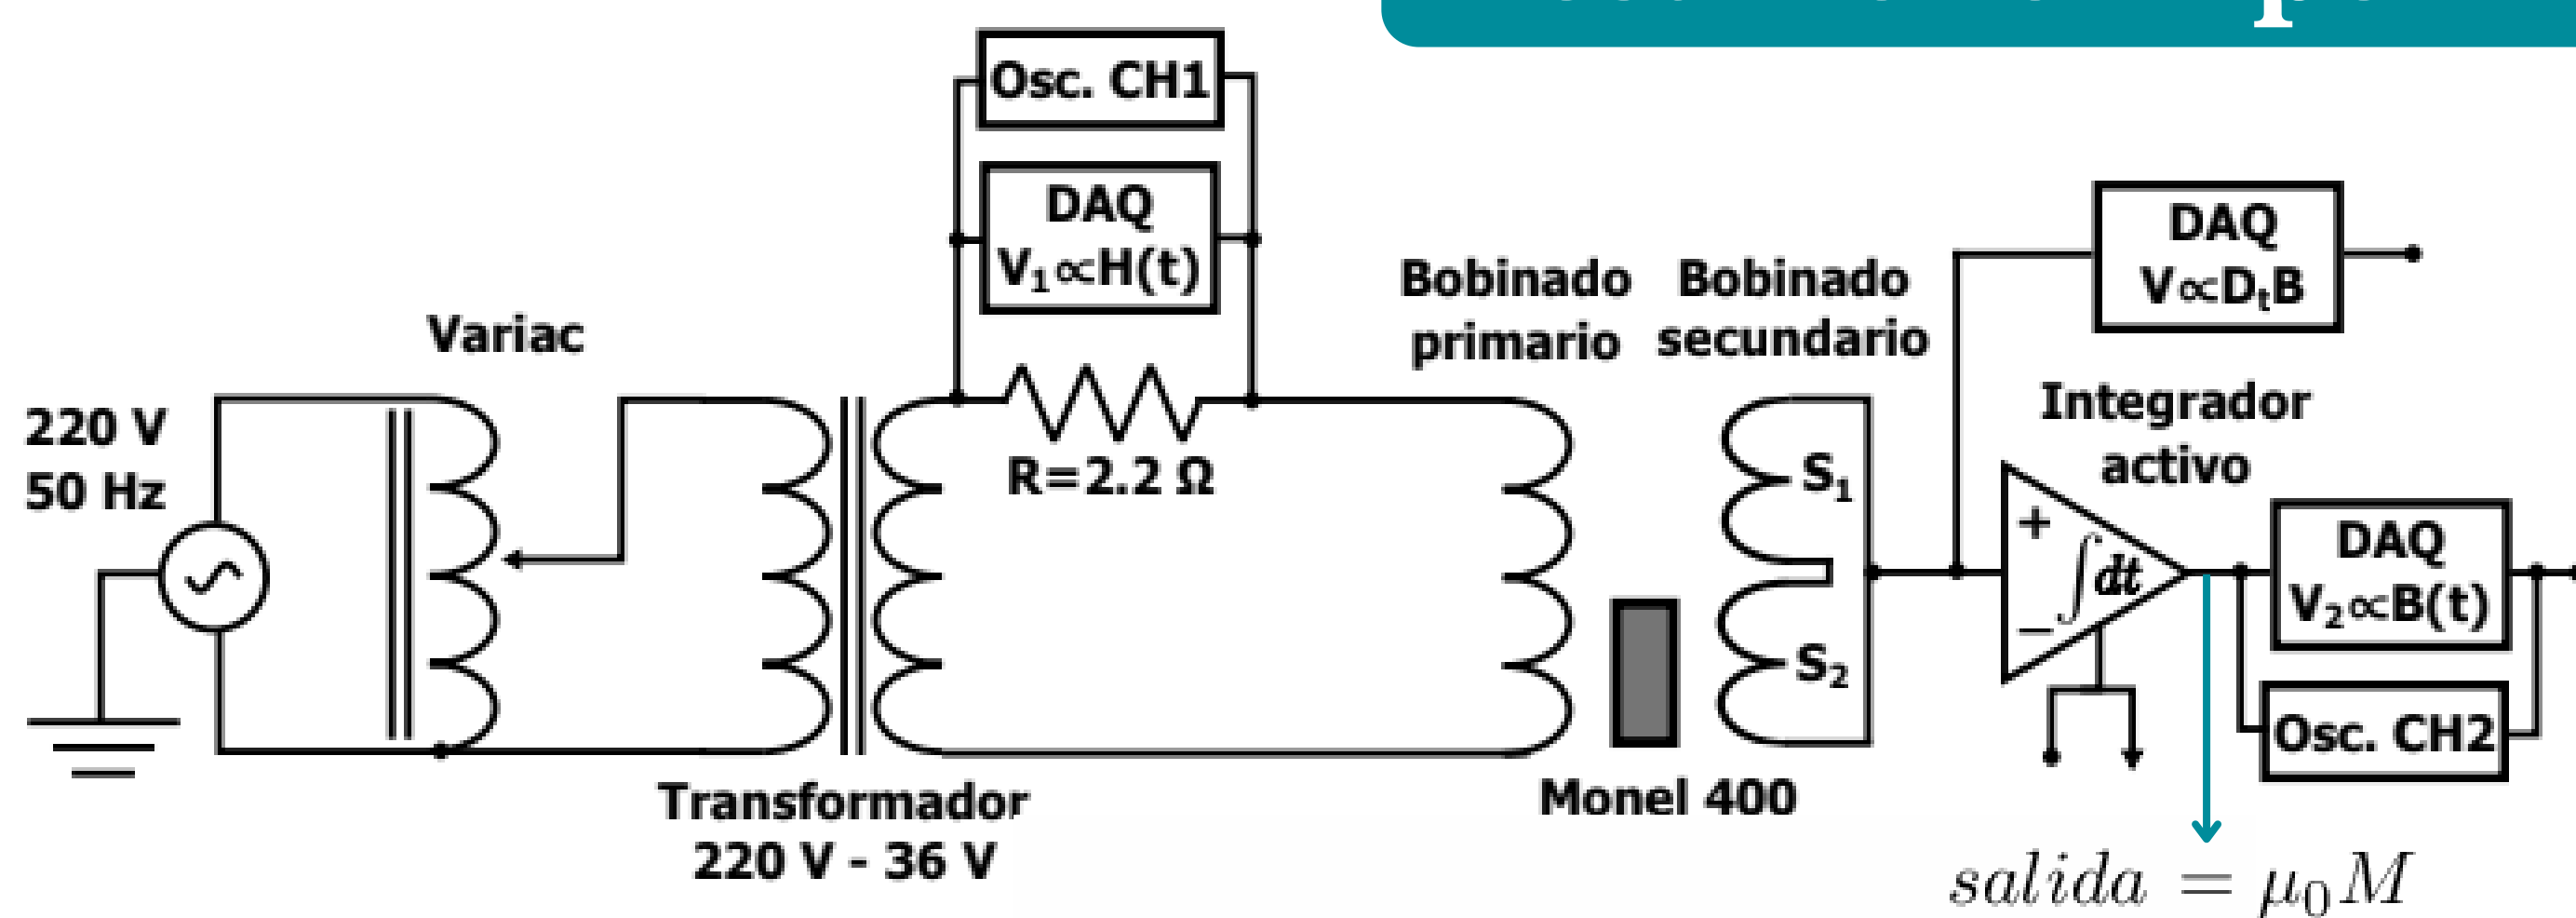 Osc. CH1
DAQ
V₁∝H(t)
DAQ
V∝DₜB
Bobinado
primario
Bobinado
secundario
Variac
Integrador
activo
220 V
50 Hz
R=2.2 Ω
S₁
+
∫dt
−
DAQ
V₂∝B(t)
S₂
Osc. CH2
Monel 400
Transformador
220 V - 36 V
salida = μ₀M